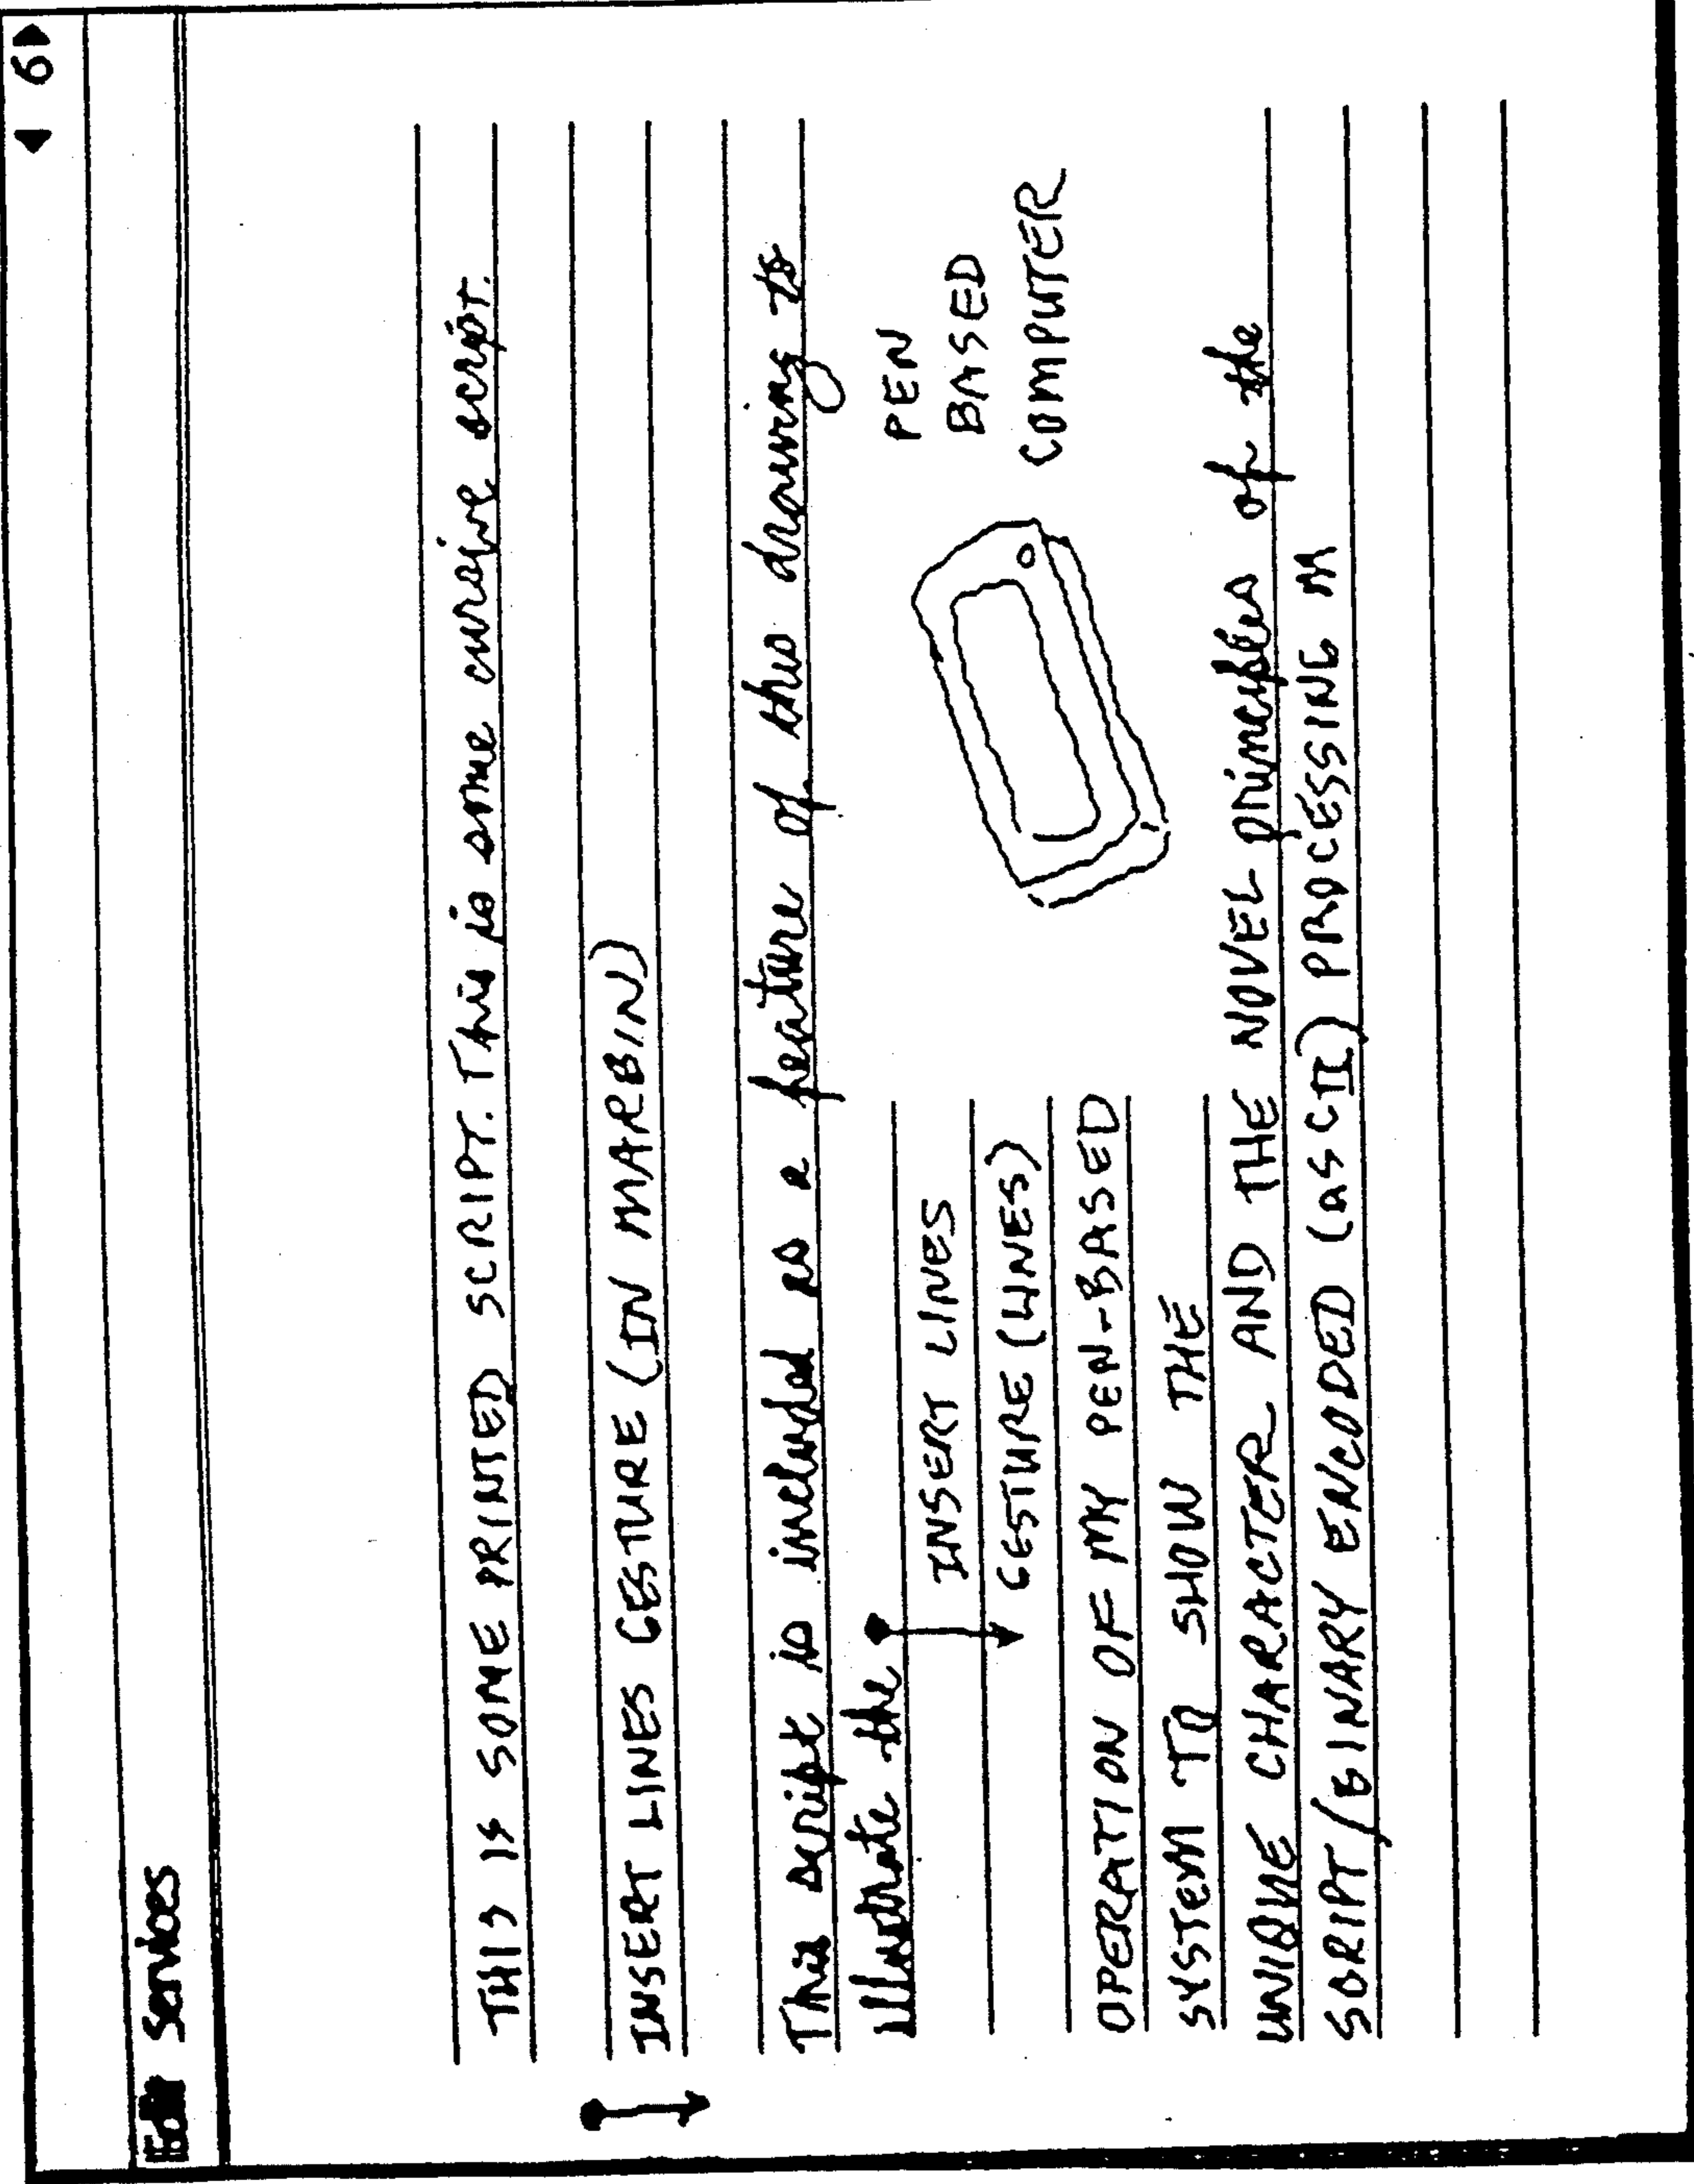 ◀ 6 ▶
Edit Services
THIS IS SOME PRINTED SCRIPT. This is some cursive script.
INSERT LINES GESTURE (IN MARGIN)
This script is included as a feature of this drawing to
illustrate the
INSERT LINES
GESTURE (LINES)
PEN
BASED
COMPUTER
OPERATION OF MY PEN-BASED
SYSTEM TO SHOW THE
UNIQUE CHARACTER AND THE NOVEL principles of the
SCRIPT/BINARY ENCODED (ASCII) PROCESSING M